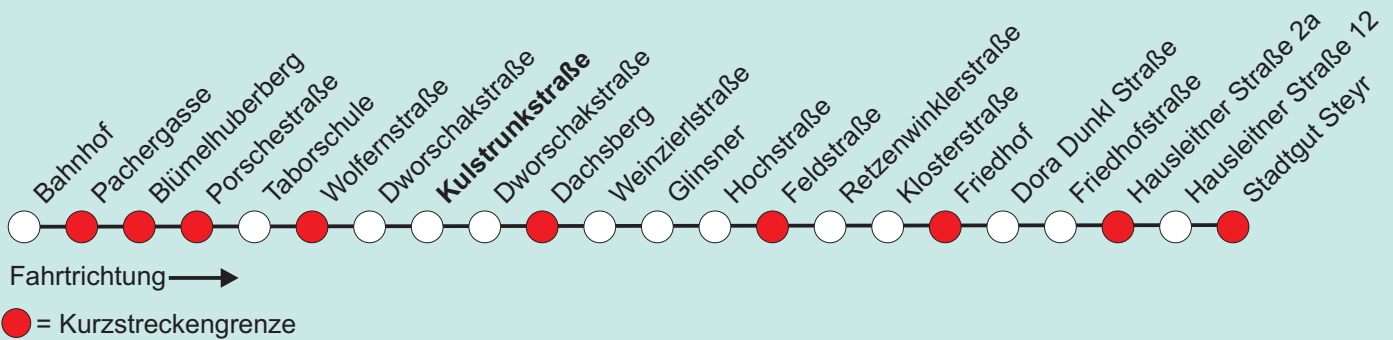 Bahnhof
Pachergasse
Blümelhuberberg
Porschestraße
Taborschule
Wolfernstraße
Dworschakstraße
Kulstrunkstraße
Dworschakstraße
Dachsberg
Weinzierlstraße
Glinsner
Hochstraße
Feldstraße
Retzenwinklerstraße
Klosterstraße
Friedhof
Dora Dunkl Straße
Friedhofstraße
Hausleitner Straße 2a
Hausleitner Straße 12
Stadtgut Steyr
Fahrtrichtung
= Kurzstreckengrenze